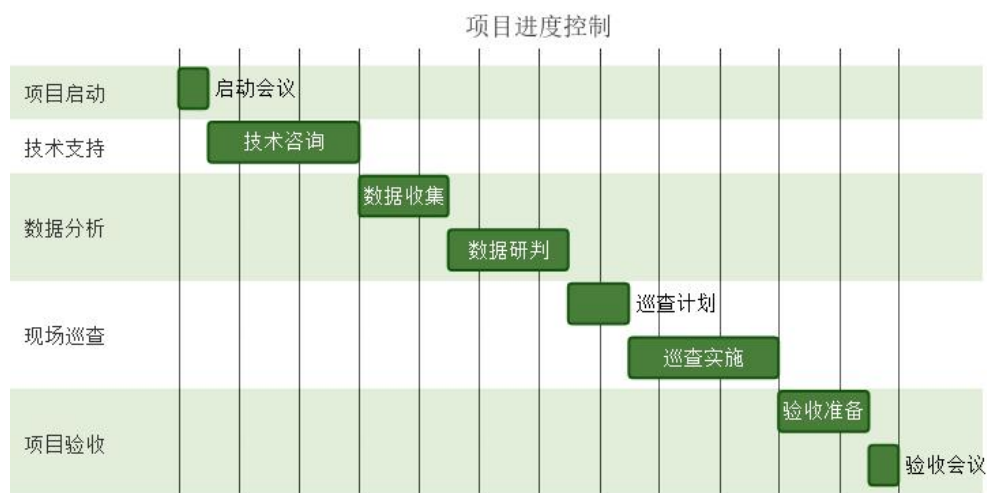 项目进度控制
项目启动
启动会议
技术支持
技术咨询
数据分析
数据收集
数据研判
现场巡查
巡查计划
巡查实施
项目验收
验收准备
验收会议